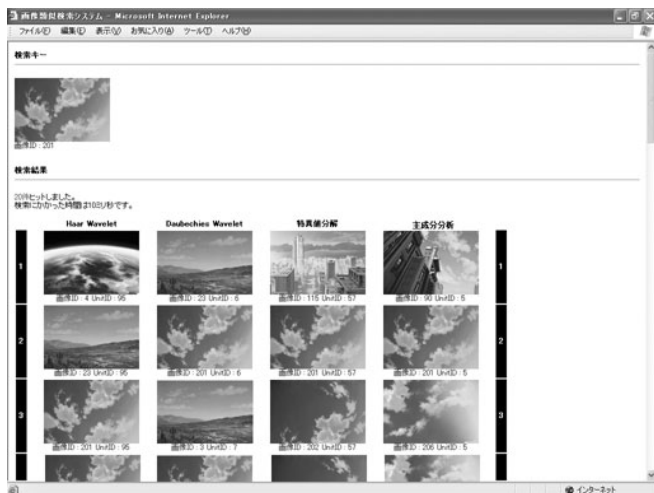 画像類似検索システム - Microsoft Internet Explorer
ファイル(F) 編集(E) 表示(V) お気に入り(A) ツール(T) ヘルプ(H)
検索キー
画像ID : 201
検索結果
20件ヒットしました。
検索にかかった時間は103ミリ秒です。
Haar Wavelet Daubechies Wavelet 特異値分解 主成分分析
1 1
画像ID : 4 UnitID : 95 画像ID : 23 UnitID : 6 画像ID : 115 UnitID : 57 画像ID : 90 UnitID : 5
2 2
画像ID : 23 UnitID : 95 画像ID : 201 UnitID : 6 画像ID : 201 UnitID : 57 画像ID : 201 UnitID : 5
3 3
画像ID : 201 UnitID : 95 画像ID : 3 UnitID : 7 画像ID : 202 UnitID : 57 画像ID : 206 UnitID : 5
インターネット